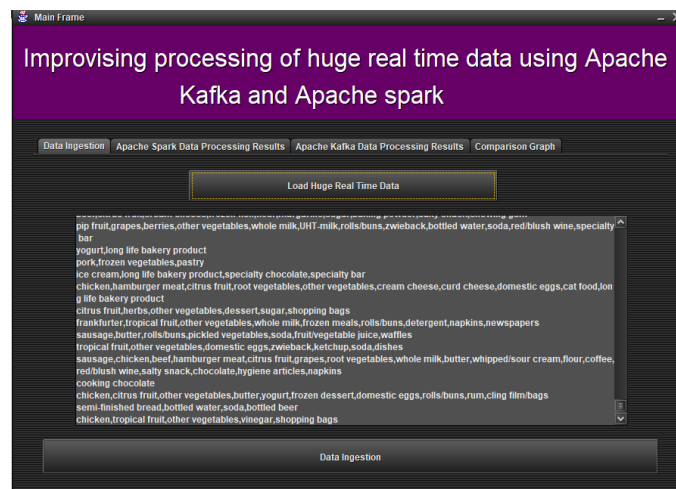 Main Frame
Improvising processing of huge real time data using Apache
Kafka and Apache spark
Data Ingestion Apache Spark Data Processing Results Apache Kafka Data Processing Results Comparison Graph
Load Huge Real Time Data
pip fruit,grapes,berries,other vegetables,whole milk,UHT-milk,rolls/buns,zwieback,bottled water,soda,red/blush wine,specialty
bar
yogurt,long life bakery product
pork,frozen vegetables,pastry
ice cream,long life bakery product,specialty chocolate,specialty bar
chicken,hamburger meat,citrus fruit,root vegetables,other vegetables,cream cheese,curd cheese,domestic eggs,cat food,lon
g life bakery product
citrus fruit,herbs,other vegetables,dessert,sugar,shopping bags
frankfurter,tropical fruit,other vegetables,whole milk,frozen meals,rolls/buns,detergent,napkins,newspapers
sausage,butter,rolls/buns,pickled vegetables,soda,fruit/vegetable juice,waffles
tropical fruit,other vegetables,domestic eggs,zwieback,ketchup,soda,dishes
sausage,chicken,beef,hamburger meat,citrus fruit,grapes,root vegetables,whole milk,butter,whipped/sour cream,flour,coffee,
red/blush wine,salty snack,chocolate,hygiene articles,napkins
cooking chocolate
chicken,citrus fruit,other vegetables,butter,yogurt,frozen dessert,domestic eggs,rolls/buns,rum,cling film/bags
semi-finished bread,bottled water,soda,bottled beer
chicken,tropical fruit,other vegetables,vinegar,shopping bags
Data Ingestion